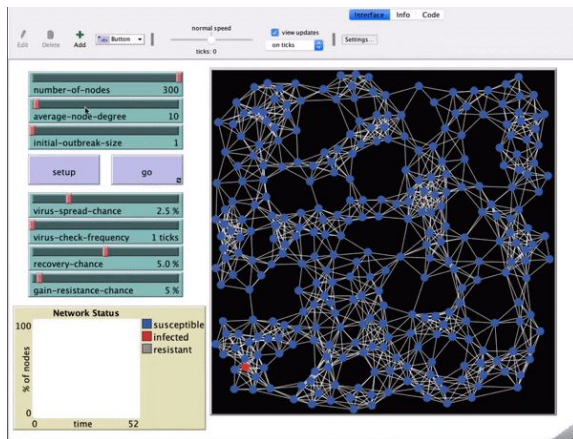 Interface Info Code
Edit Delete Add Button
normal speed
ticks: 0
view updates
on ticks
Settings...
number-of-nodes 300
average-node-degree 10
initial-outbreak-size 1
setup go
virus-spread-chance 2.5 %
virus-check-frequency 1 ticks
recovery-chance 5.0 %
gain-resistance-chance 5 %
Network Status
100
% of nodes
0
0 time 52
susceptible
infected
resistant